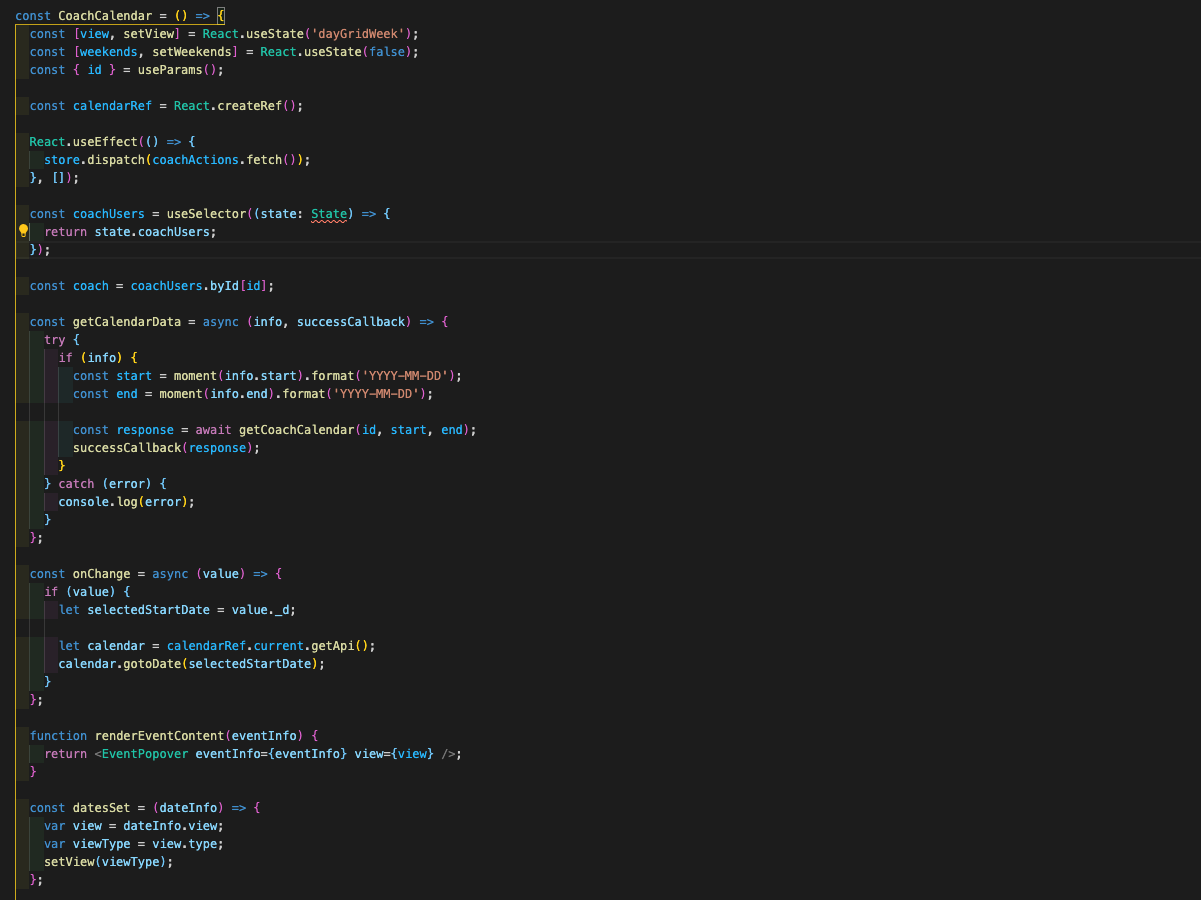 const CoachCalendar = () => {
  const [view, setView] = React.useState('dayGridWeek');
  const [weekends, setWeekends] = React.useState(false);
  const { id } = useParams();

  const calendarRef = React.createRef();

  React.useEffect(() => {
    store.dispatch(coachActions.fetch());
  }, []);

  const coachUsers = useSelector((state: State) => {
    return state.coachUsers;
  });

  const coach = coachUsers.byId[id];

  const getCalendarData = async (info, successCallback) => {
    try {
      if (info) {
        const start = moment(info.start).format('YYYY-MM-DD');
        const end = moment(info.end).format('YYYY-MM-DD');

        const response = await getCoachCalendar(id, start, end);
        successCallback(response);
      }
    } catch (error) {
      console.log(error);
    }
  };

  const onChange = async (value) => {
    if (value) {
      let selectedStartDate = value._d;

      let calendar = calendarRef.current.getApi();
      calendar.gotoDate(selectedStartDate);
    }
  };

  function renderEventContent(eventInfo) {
    return <EventPopover eventInfo={eventInfo} view={view} />;
  }

  const datesSet = (dateInfo) => {
    var view = dateInfo.view;
    var viewType = view.type;
    setView(viewType);
  };